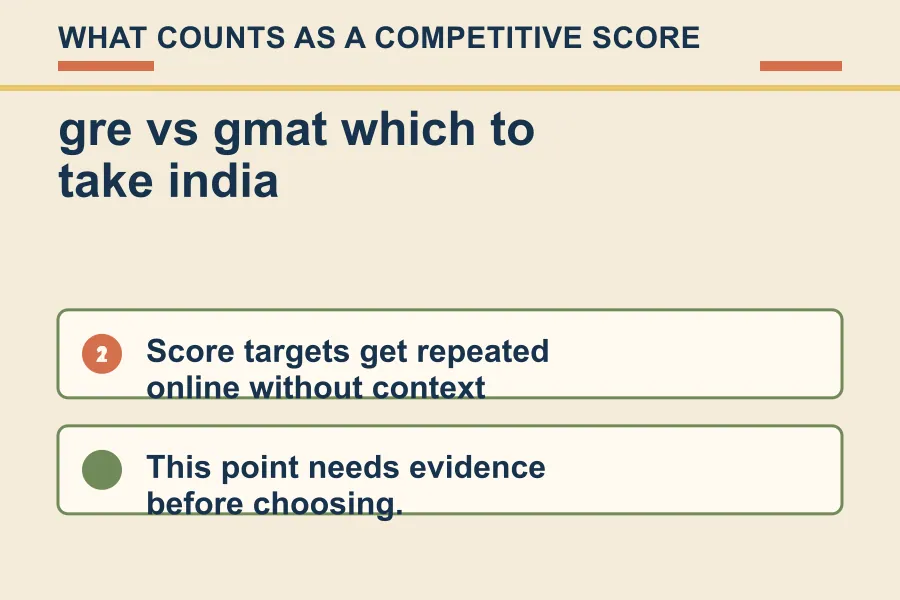 WHAT COUNTS AS A COMPETITIVE SCORE
gre vs gmat which to
take india
2
Score targets get repeated
online without context
This point needs evidence
before choosing.